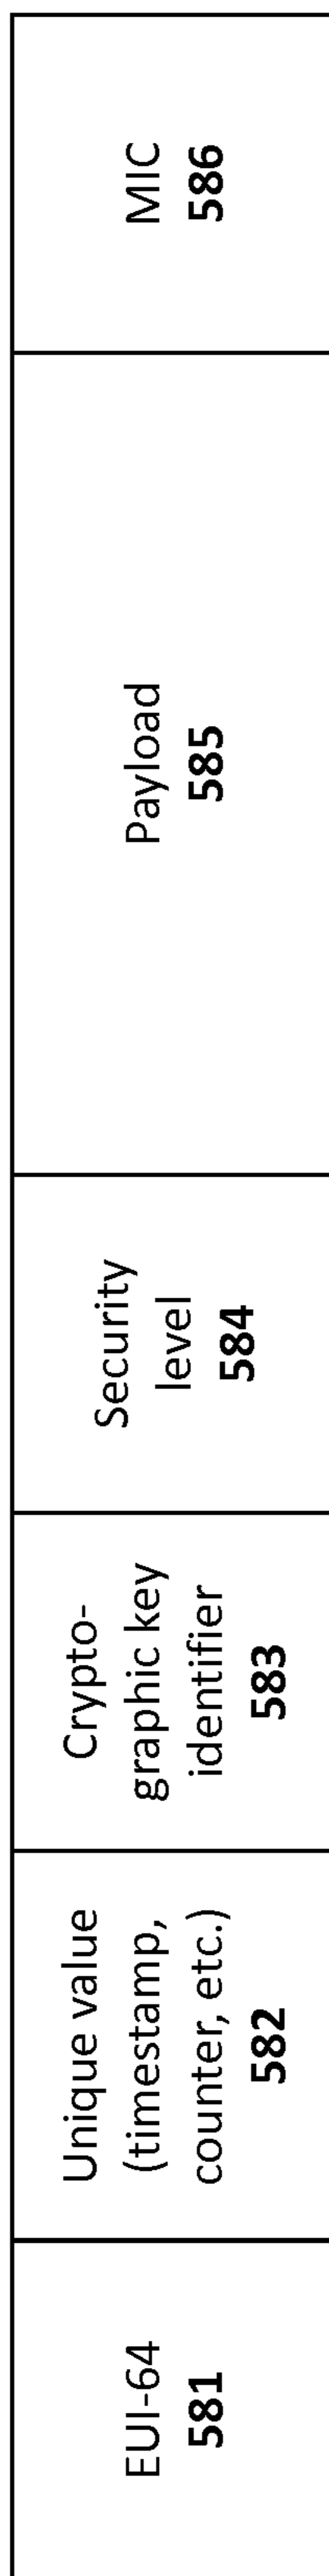 EUI-64
581
Unique value
(timestamp,
counter, etc.)
582
Crypto-
graphic key
identifier
583
Security
level
584
Payload
585
MIC
586